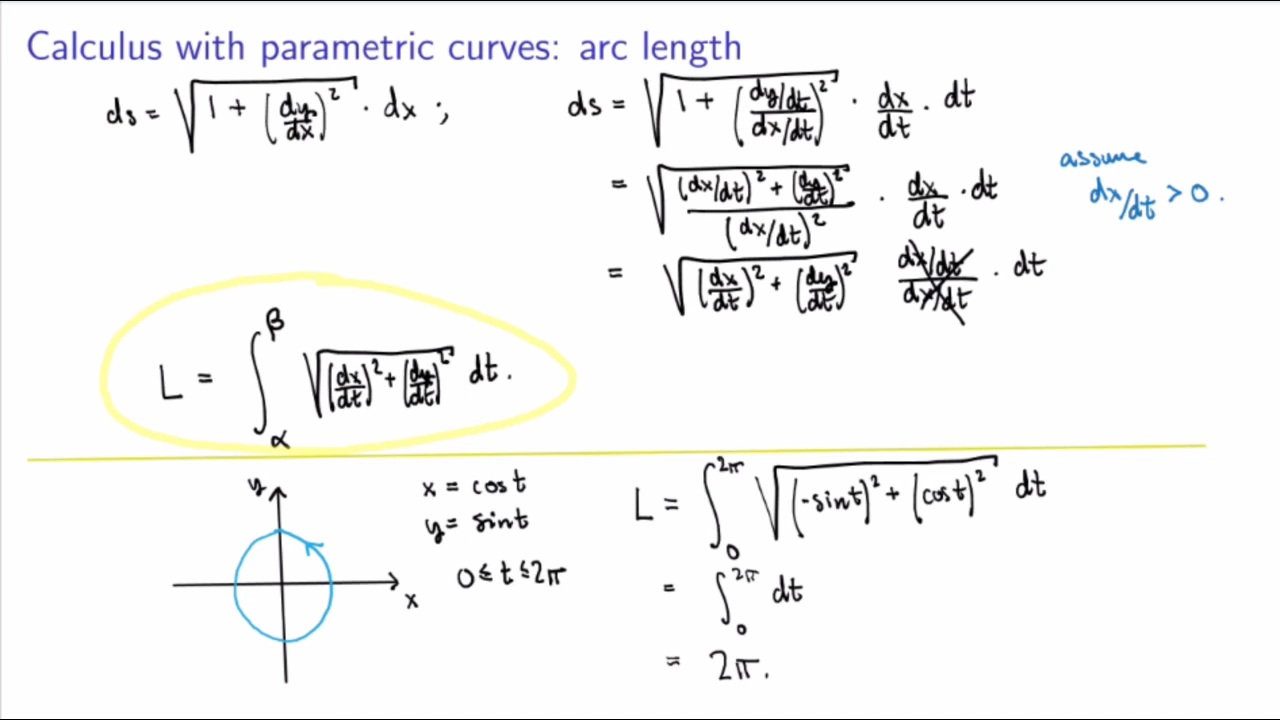 Calculus with parametric curves: arc length
ds = √(1 + (dy/dx)²) · dx ;
ds = √(1 + ((dy/dt)/(dx/dt))²) · dx/dt · dt
= √(((dx/dt)² + (dy/dt)²)/(dx/dt)²) · dx/dt · dt
assume
dx/dt > 0.
= √((dx/dt)² + (dy/dt)²) (dx/dt)/(dx/dt) · dt
L = ∫_α^β √((dx/dt)² + (dy/dt)²) dt.
y
x
x = cos t
y = sin t
0 ≤ t ≤ 2π
L = ∫_0^2π √((-sin t)² + (cos t)²) dt
= ∫_0^2π dt
= 2π.